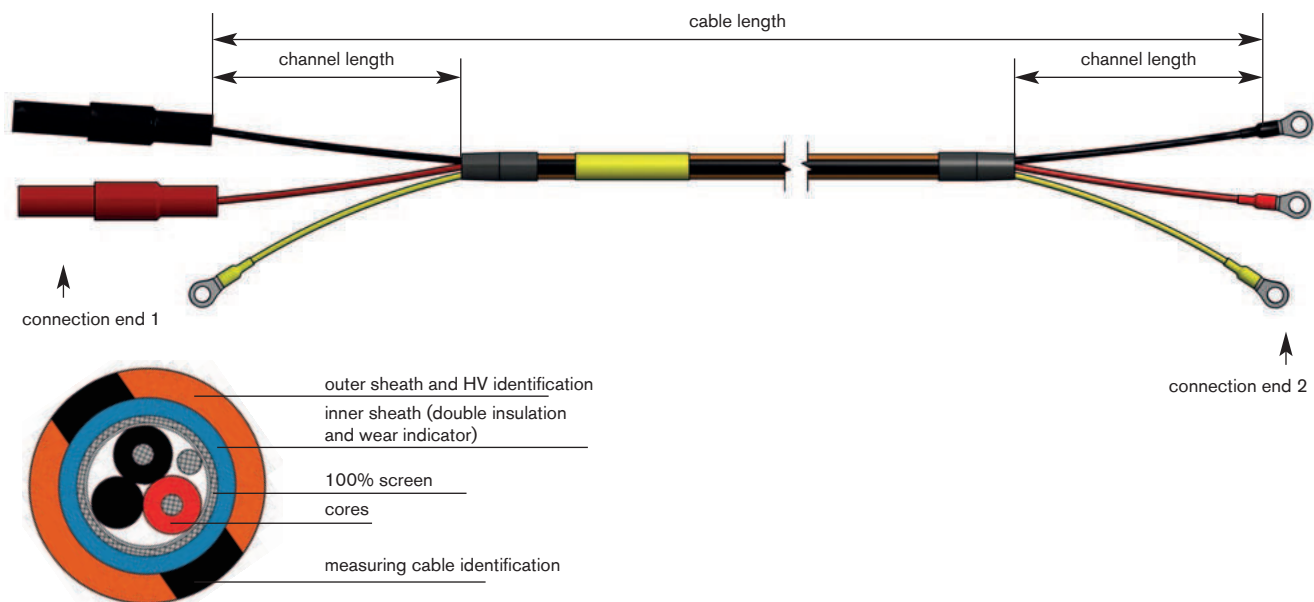 cable length
channel length
channel length
connection end 1
connection end 2
outer sheath and HV identification
inner sheath (double insulation
and wear indicator)
100% screen
cores
measuring cable identification